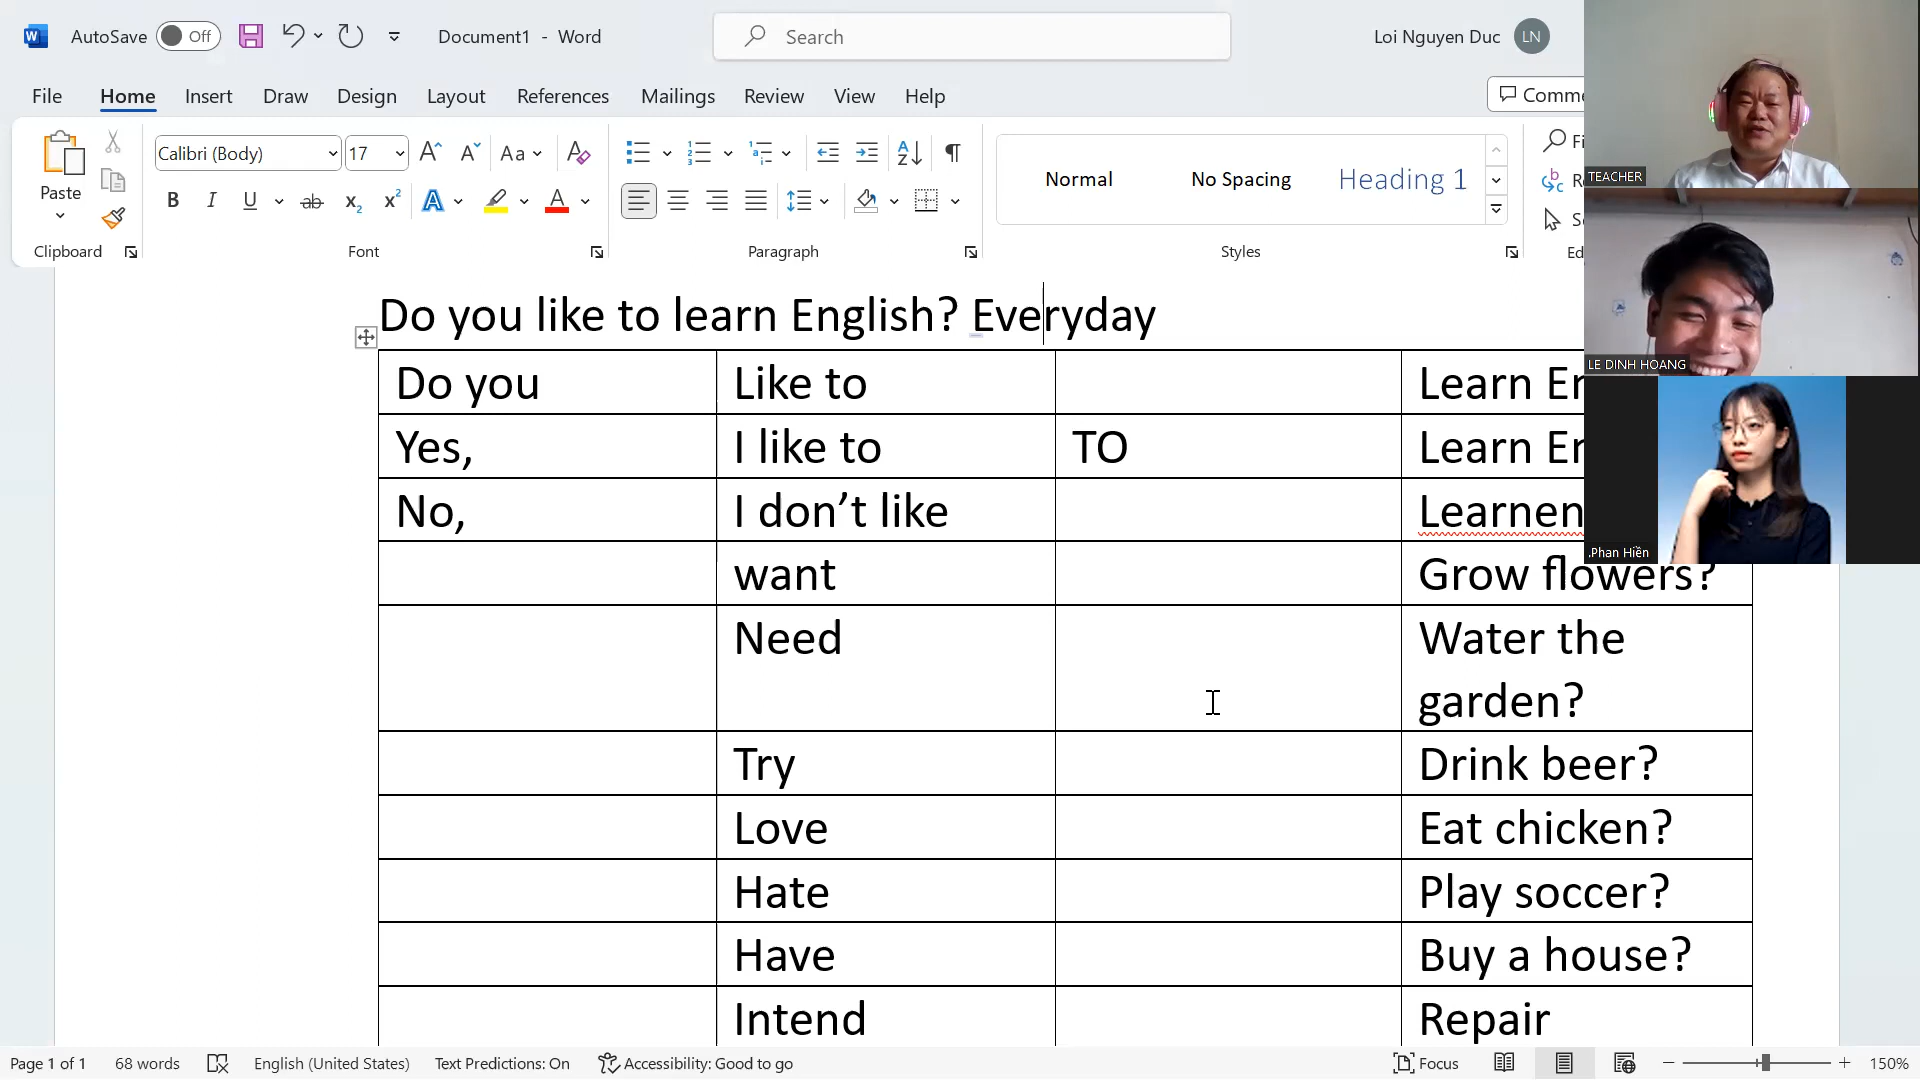 AutoSave Off Document1 - Word Search Loi Nguyen Duc LN
File Home Insert Draw Design Layout References Mailings Review View Help
Paste
Clipboard
Calibri (Body) 17
Font
Paragraph
Normal No Spacing Heading 1
Styles
TEACHER
LE DINH HOANG
.Phan Hiền
Do you like to learn English? Everyday
Do you Like to Learn
Yes, I like to TO Learn
No, I don’t like
want Grow flowers?
Need Water the
garden?
Try Drink beer?
Love Eat chicken?
Hate Play soccer?
Have Buy a house?
Intend Repair
Page 1 of 1 68 words English (United States) Text Predictions: On Accessibility: Good to go Focus 150%